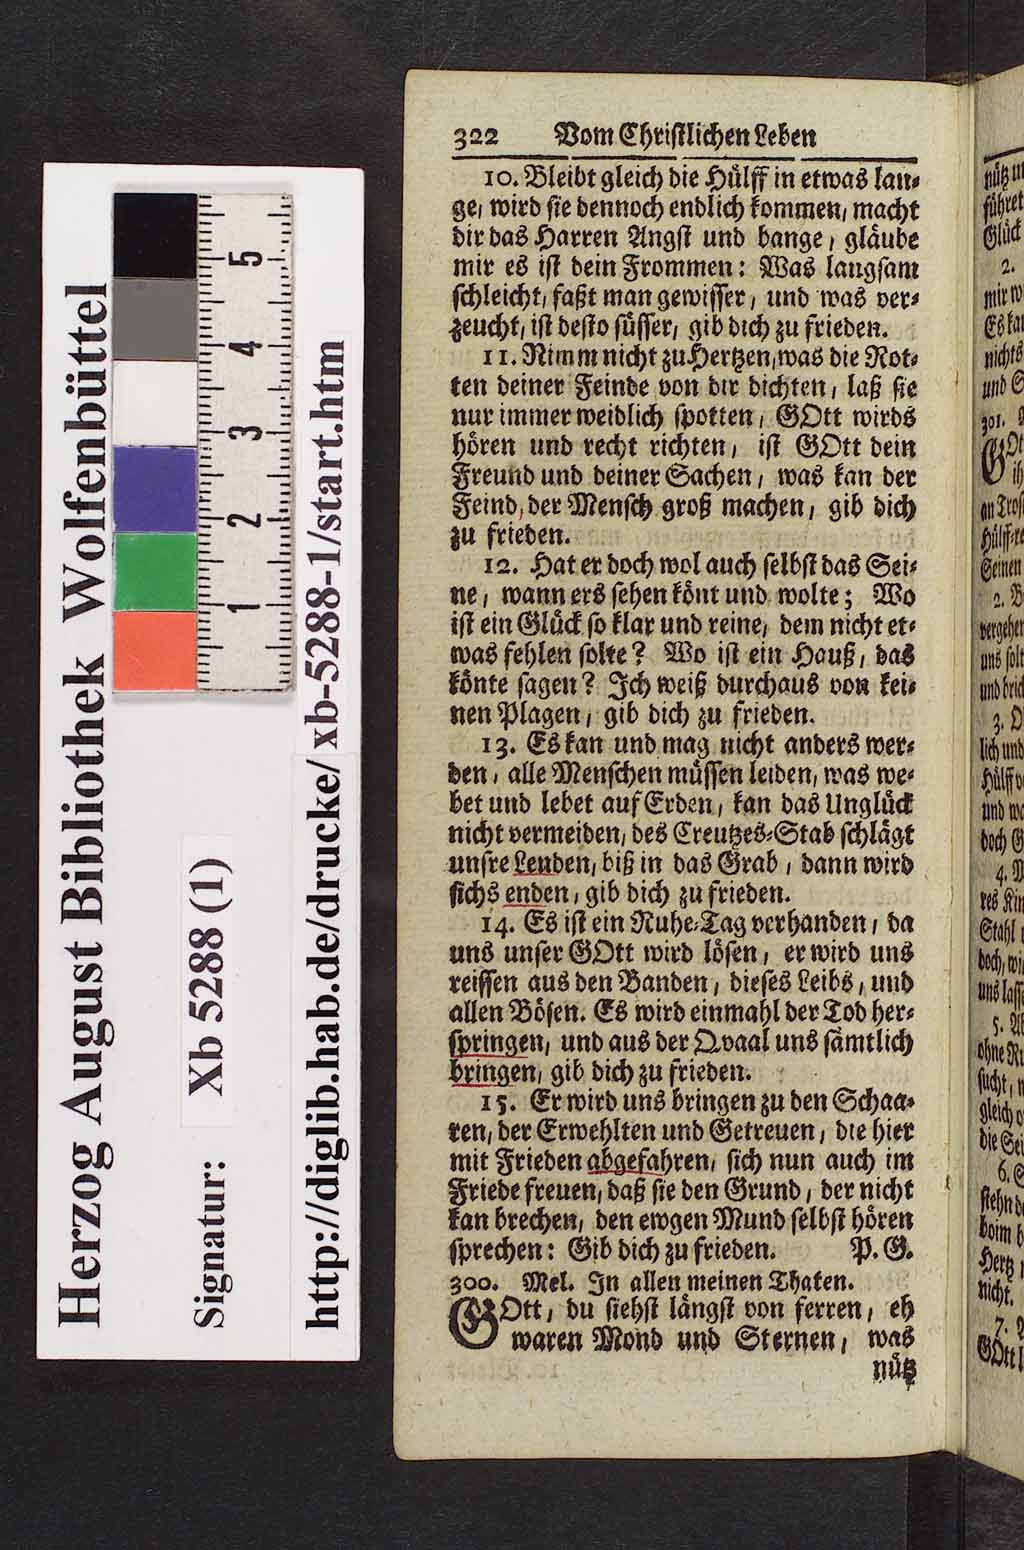 Herzog August Bibliothek Wolfenbüttel
Signatur: Xb 5288 (1)
http://diglib.hab.de/drucke/xb-5288-1/start.htm
5
4
3
2
1
322 Vom Christlichen Leben
10. Bleibt gleich die Hülff in etwas lan-
ge, wird sie dennoch endlich kommen, macht
dir das Harren Angst und bange, gläube
mir es ist dein Frommen: Was langsam
schleicht, faßt man gewisser, und was ver-
zeucht, ist desto süsser, gib dich zu frieden.
11. Nimm nicht zu Hertzen, was die Rot-
ten deiner Feinde von dir dichten, laß sie
nur immer weidlich spotten, GOtt wirds
hören und recht richten, ist GOtt dein
Freund und deiner Sachen, was kan der
Feind, der Mensch groß machen, gib dich
zu frieden.
12. Hat er doch wol auch selbst das Sei-
ne, wann ers sehen könt und wolte; Wo
ist ein Glück so klar und reine, dem nicht et-
was fehlen solte? Wo ist ein Hauß, das
könte sagen? Ich weiß durchaus von kei-
nen Plagen, gib dich zu frieden.
13. Es kan und mag nicht anders wer-
den, alle Menschen müssen leiden, was we-
bet und lebet auf Erden, kan das Unglück
nicht vermeiden, des Creutzes-Stab schlägt
unsre Lenden, biß in das Grab, dann wird
sichs enden, gib dich zu frieden.
14. Es ist ein Ruhe-Tag verhanden, da
uns unser GOtt wird lösen, er wird uns
reissen aus den Banden, dieses Leibs, und
allen Bösen. Es wird einmahl der Tod her-
springen, und aus der Qvaal uns sämtlich
bringen, gib dich zu frieden.
15. Er wird uns bringen zu den Schaa-
ren, der Erwehlten und Getreuen, die hier
mit Frieden abgefahren, sich nun auch im
Friede freuen, daß sie den Grund, der nicht
kan brechen, den ewgen Mund selbst hören
sprechen: Gib dich zu frieden. P. G.
300. Mel. In allen meinen Thaten.
GOtt, du siehst längst von ferren, eh
waren Mond und Sternen, was
nütz